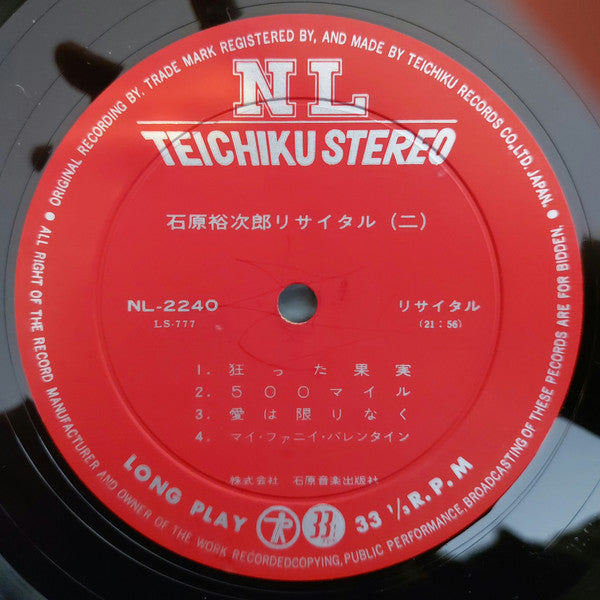 ● ORIGINAL RECORDING BY. TRADE MARK REGISTERED BY, AND MADE BY TEICHIKU RECORDS CO., LTD. JAPAN. ●
NL
TEICHIKU STEREO
石原裕次郎リサイタル (二)
NL-2240
LS-777
リサイタル
(21:56)
1. 狂った果実
2. 500マイル
3. 愛は限りなく
4. マイ・ファニイ・バレンタイン
株式会社 石原音楽出版社
LONG PLAY
33
33 1/3 R.P.M
ALL RIGHT OF THE RECORD MANUFACTURER AND OWNER OF THE WORK RECORDEDCOPYING, PUBLIC PERFORMANCE, BROADCASTING OF THESE RECORDS ARE FOR BIDDEN.